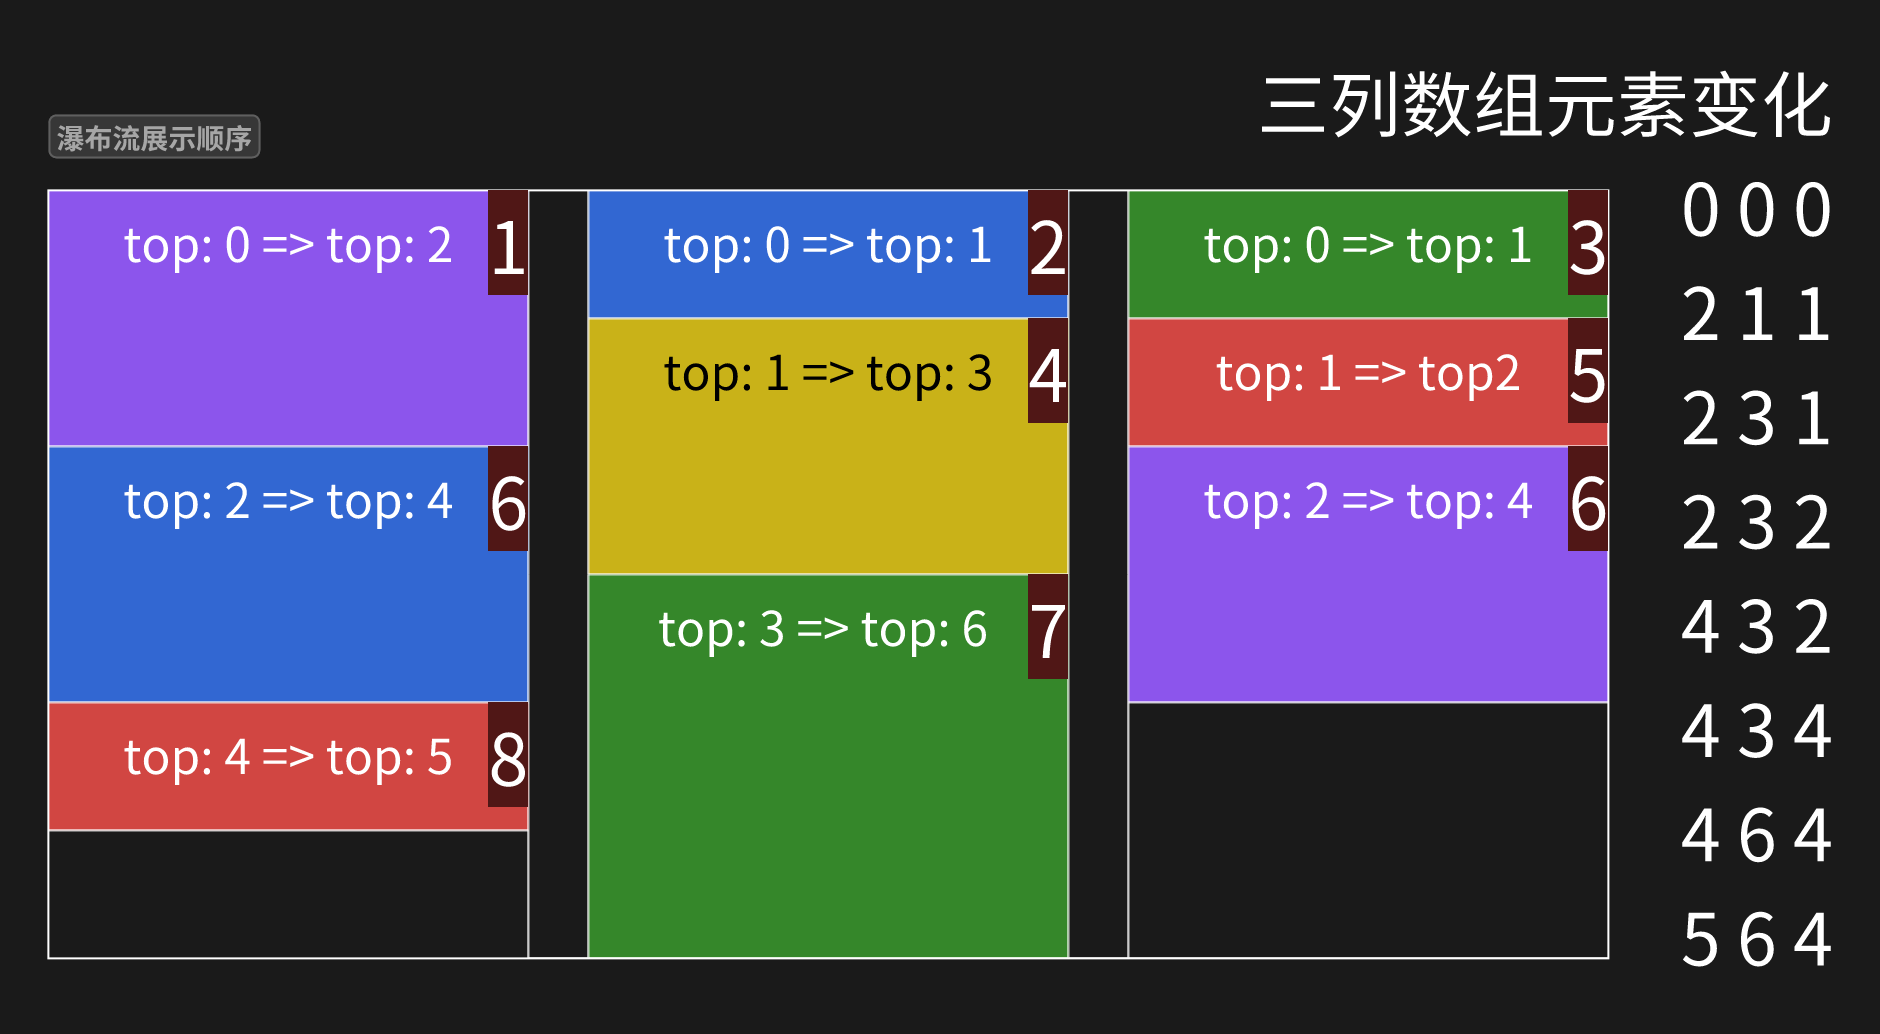 三列数组元素变化
瀑布流展示顺序
top: 0 => top: 2 1
top: 0 => top: 1 2
top: 0 => top: 1 3
top: 1 => top: 3 4
top: 1 => top2 5
top: 2 => top: 4 6
top: 2 => top: 4 6
top: 3 => top: 6 7
top: 4 => top: 5 8
0 0 0
2 1 1
2 3 1
2 3 2
4 3 2
4 3 4
4 6 4
5 6 4